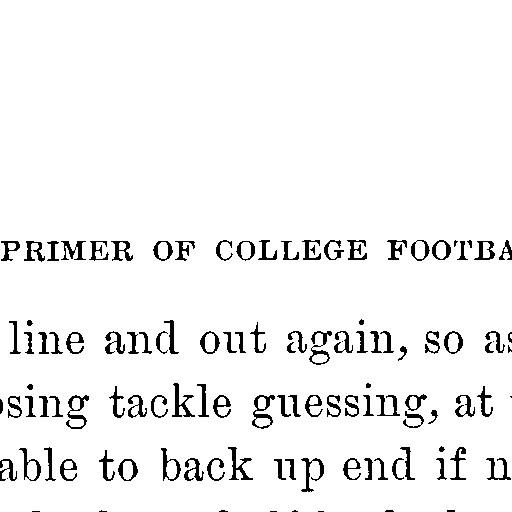 PRIMER OF COLLEGE FOOTBA
line and out again, so as
osing tackle guessing, at
able to back up end if n